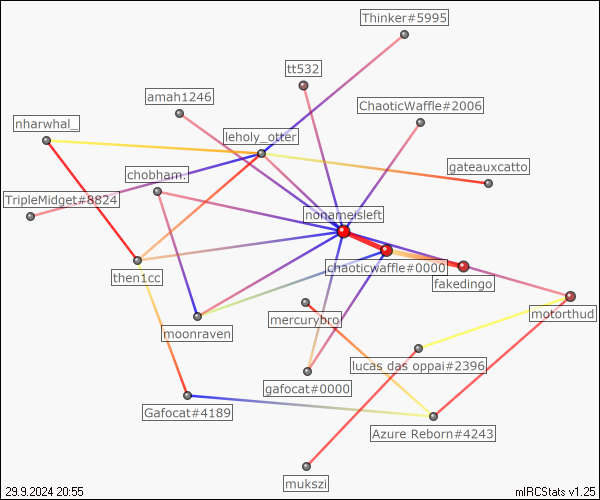 Thinker#5995
tt532
amah1246
ChaoticWaffle#2006
nharwhal_
leholy_otter
chobham.
gateauxcatto
TripleMidget#8824
nonameisleft
chaoticwaffle#0000
then1cc
fakedingo
mercurybro
motorthud
moonraven
lucas das oppai#2396
gafocat#0000
Gafocat#4189
Azure Reborn#4243
mukszi
29.9.2024 20:55
mIRCStats v1.25